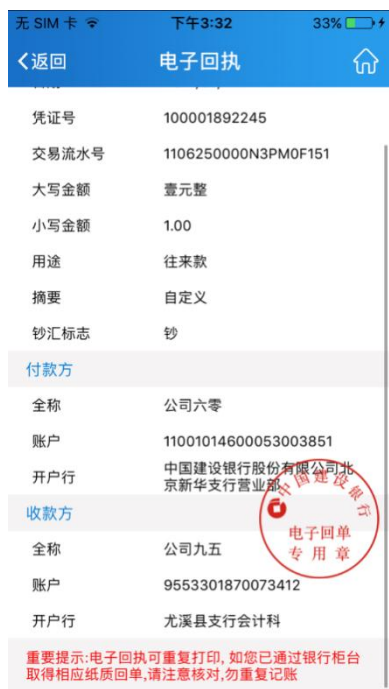 无 SIM 卡 下午3:32 33%
返回 电子回执
凭证号 100001892245
交易流水号 1106250000N3PM0F151
大写金额 壹元整
小写金额 1.00
用途 往来款
摘要 自定义
钞汇标志 钞
付款方
全称 公司六零
账户 11001014600053003851
开户行 中国建设银行股份有限公司北
京新华支行营业部
收款方
中国建设银行
电子回单
专用章
全称 公司九五
账户 9553301870073412
开户行 尤溪县支行会计科
重要提示:电子回执可重复打印, 如您已通过银行柜台
取得相应纸质回单,请注意核对,勿重复记账